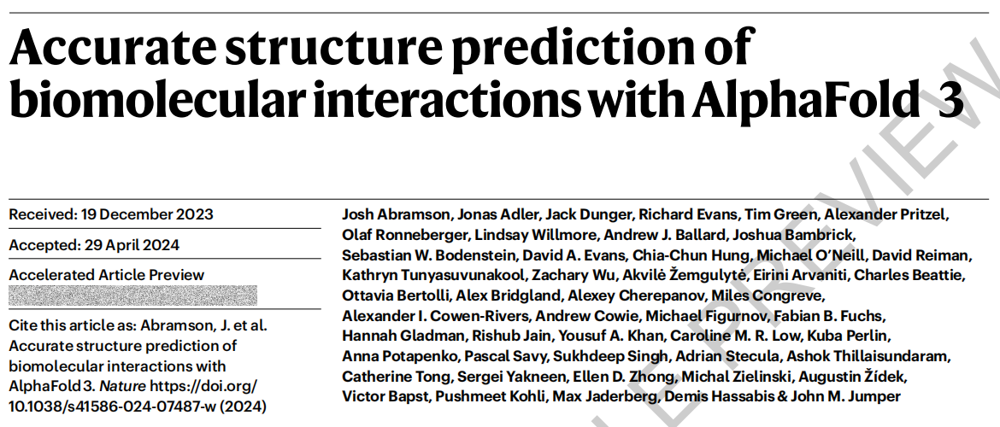 Accurate structure prediction of
biomolecular interactions with AlphaFold 3
Received: 19 December 2023
Accepted: 29 April 2024
Accelerated Article Preview
Cite this article as: Abramson, J. et al.
Accurate structure prediction of
biomolecular interactions with
AlphaFold 3. Nature https://doi.org/
10.1038/s41586-024-07487-w (2024)
Josh Abramson, Jonas Adler, Jack Dunger, Richard Evans, Tim Green, Alexander Pritzel,
Olaf Ronneberger, Lindsay Willmore, Andrew J. Ballard, Joshua Bambrick,
Sebastian W. Bodenstein, David A. Evans, Chia-Chun Hung, Michael O’Neill, David Reiman,
Kathryn Tunyasuvunakool, Zachary Wu, Akvilė Žemgulytė, Eirini Arvaniti, Charles Beattie,
Ottavia Bertolli, Alex Bridgland, Alexey Cherepanov, Miles Congreve,
Alexander I. Cowen-Rivers, Andrew Cowie, Michael Figurnov, Fabian B. Fuchs,
Hannah Gladman, Rishub Jain, Yousuf A. Khan, Caroline M. R. Low, Kuba Perlin,
Anna Potapenko, Pascal Savy, Sukhdeep Singh, Adrian Stecula, Ashok Thillaisundaram,
Catherine Tong, Sergei Yakneen, Ellen D. Zhong, Michal Zielinski, Augustin Žídek,
Victor Bapst, Pushmeet Kohli, Max Jaderberg, Demis Hassabis & John M. Jumper
E PREVIEW